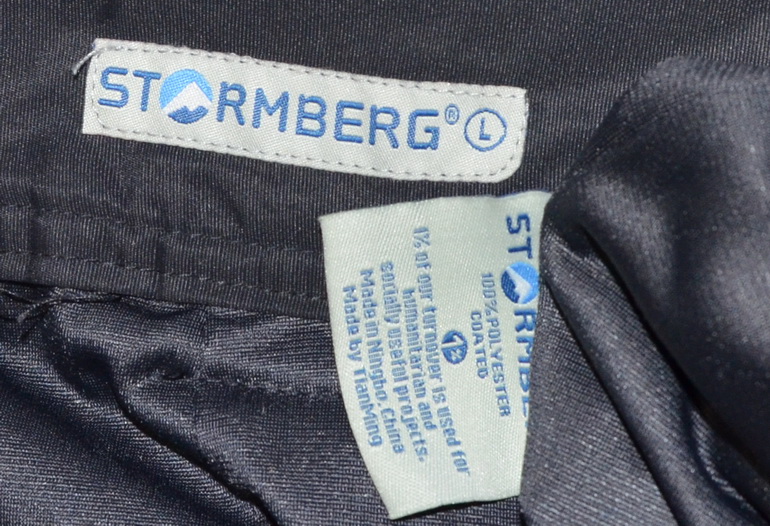 STORMBERG® L
STORMBE
100% POLYESTER
COATED
1%
1% of our turnover is used for
humanitarian and
socially useful projects.
Made in Ningbo, China
Made by TianMing